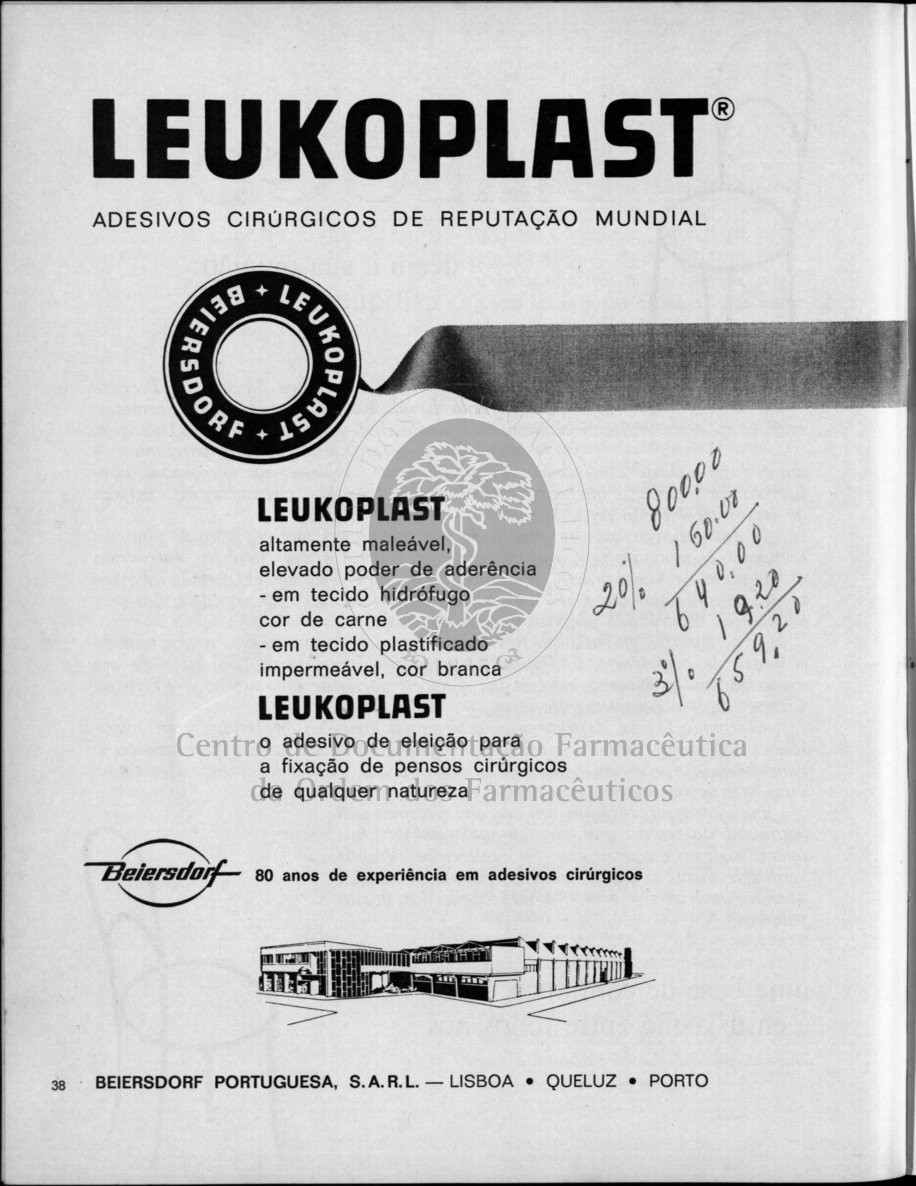 LEUKOPLAST®
ADESIVOS CIRÚRGICOS DE REPUTAÇÃO MUNDIAL
BEIERSDORF + LEUKOPLAST +
LEUKOPLAST
altamente maleável,
elevado poder de aderência
- em tecido hidrófugo
cor de carne
- em tecido plastificado
impermeável, cor branca
80000
20% 160.00
640.00
3% 19.20
659.20
LEUKOPLAST
o adesivo de eleição para
a fixação de pensos cirúrgicos
de qualquer natureza
Centro de Documentação Farmacêutica
da Ordem dos Farmacêuticos
Beiersdorf
80 anos de experiência em adesivos cirúrgicos
38 BEIERSDORF PORTUGUESA, S.A.R.L. — LISBOA • QUELUZ • PORTO